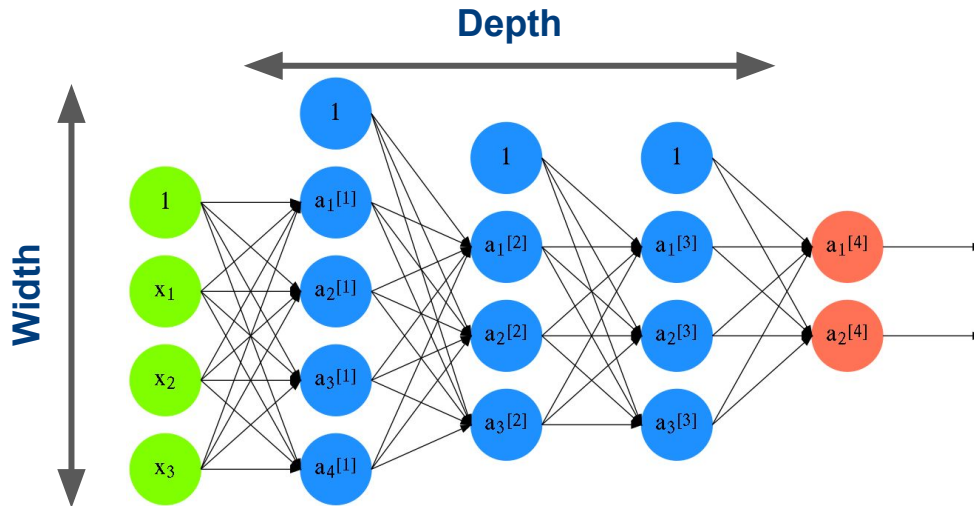 Depth
Width
1
x₁
x₂
x₃
1
a₁[1]
a₂[1]
a₃[1]
a₄[1]
1
a₁[2]
a₂[2]
a₃[2]
1
a₁[3]
a₂[3]
a₃[3]
a₁[4]
a₂[4]